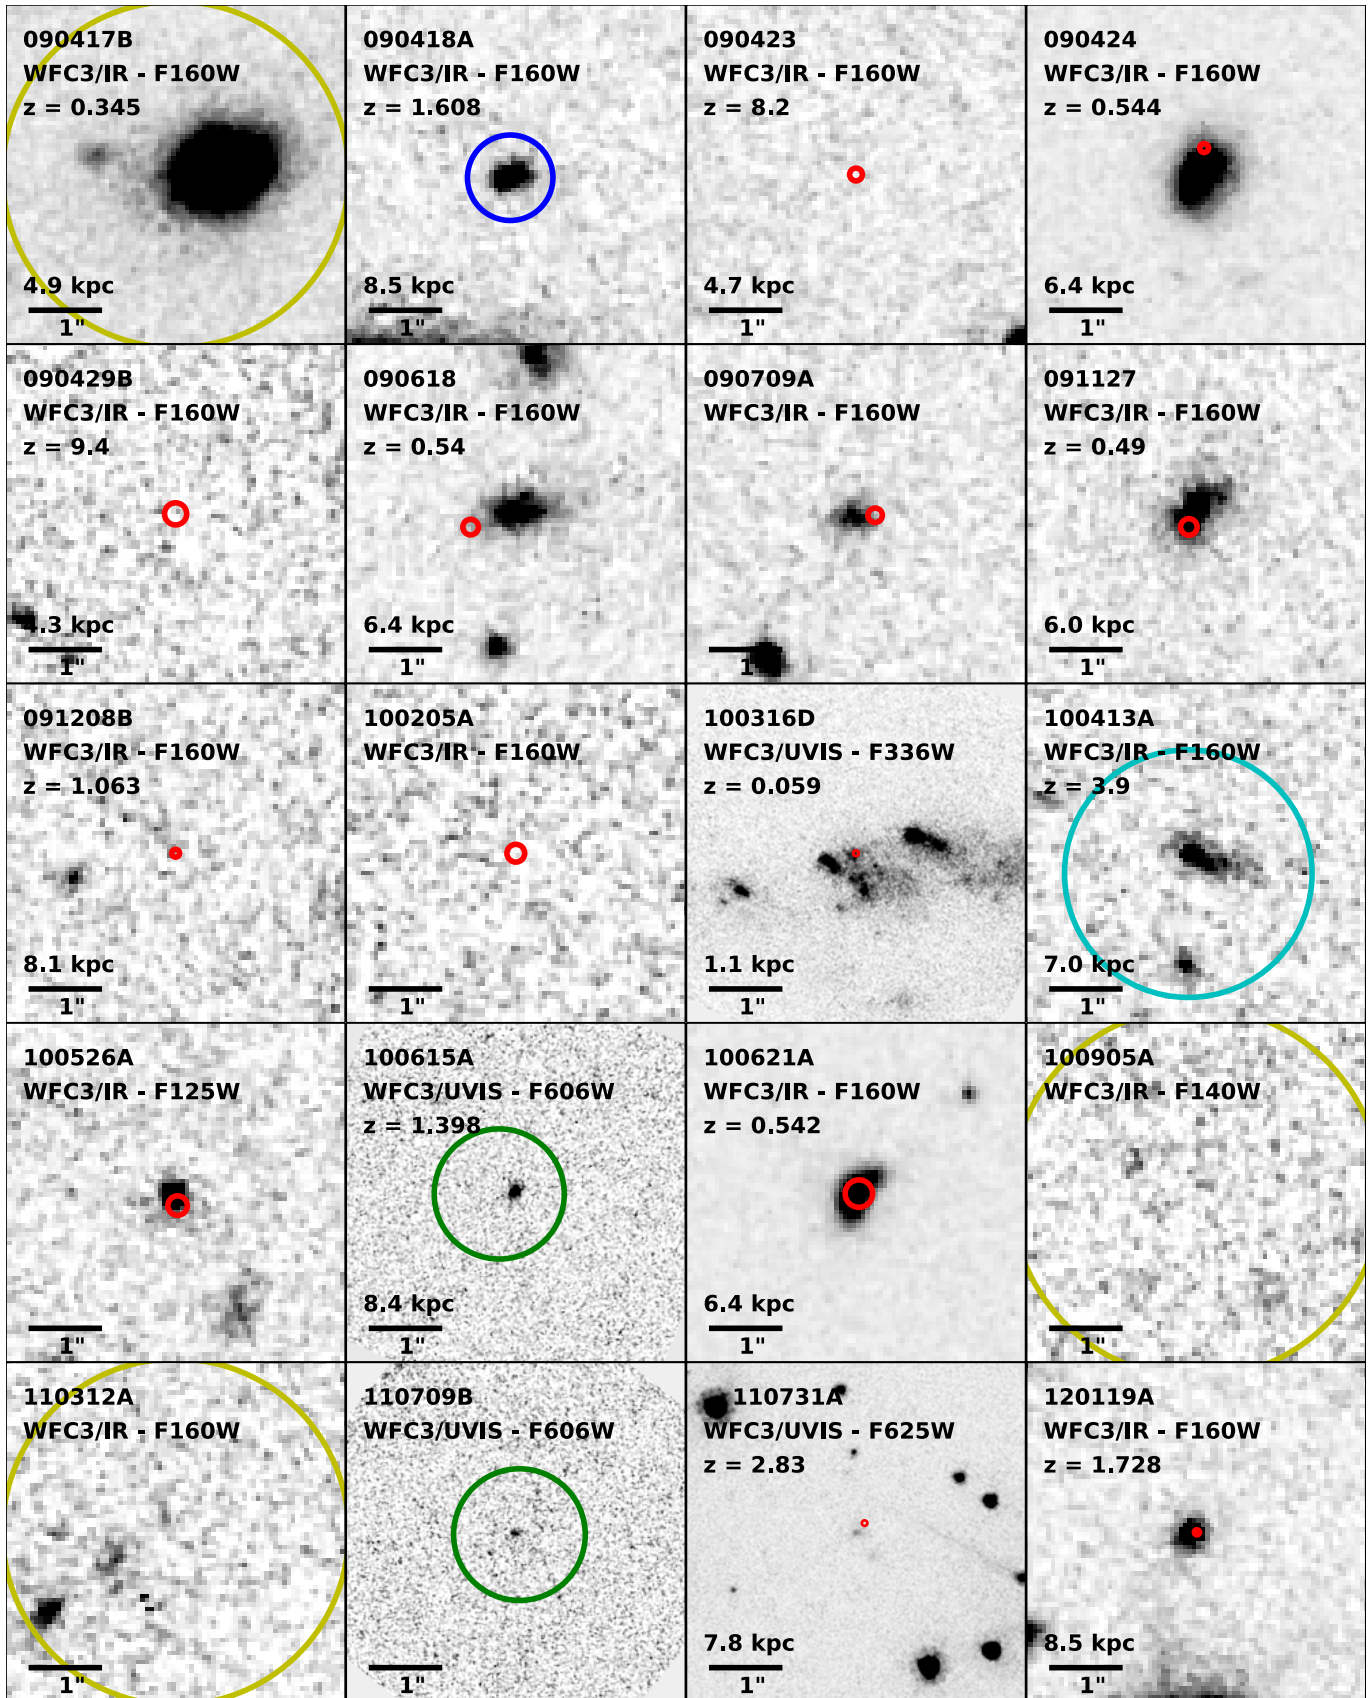 090417B
WFC3/IR - F160W
z = 0.345
4.9 kpc
1"
090418A
WFC3/IR - F160W
z = 1.608
8.5 kpc
1"
090423
WFC3/IR - F160W
z = 8.2
4.7 kpc
1"
090424
WFC3/IR - F160W
z = 0.544
6.4 kpc
1"
090429B
WFC3/IR - F160W
z = 9.4
4.3 kpc
1"
090618
WFC3/IR - F160W
z = 0.54
6.4 kpc
1"
090709A
WFC3/IR - F160W
1"
091127
WFC3/IR - F160W
z = 0.49
6.0 kpc
1"
091208B
WFC3/IR - F160W
z = 1.063
8.1 kpc
1"
100205A
WFC3/IR - F160W
1"
100316D
WFC3/UVIS - F336W
z = 0.059
1.1 kpc
1"
100413A
WFC3/IR - F160W
z = 3.9
7.0 kpc
1"
100526A
WFC3/IR - F125W
1"
100615A
WFC3/UVIS - F606W
z = 1.398
8.4 kpc
1"
100621A
WFC3/IR - F160W
z = 0.542
6.4 kpc
1"
100905A
WFC3/IR - F140W
1"
110312A
WFC3/IR - F160W
1"
110709B
WFC3/UVIS - F606W
1"
110731A
WFC3/UVIS - F625W
z = 2.83
7.8 kpc
1"
120119A
WFC3/IR - F160W
z = 1.728
8.5 kpc
1"